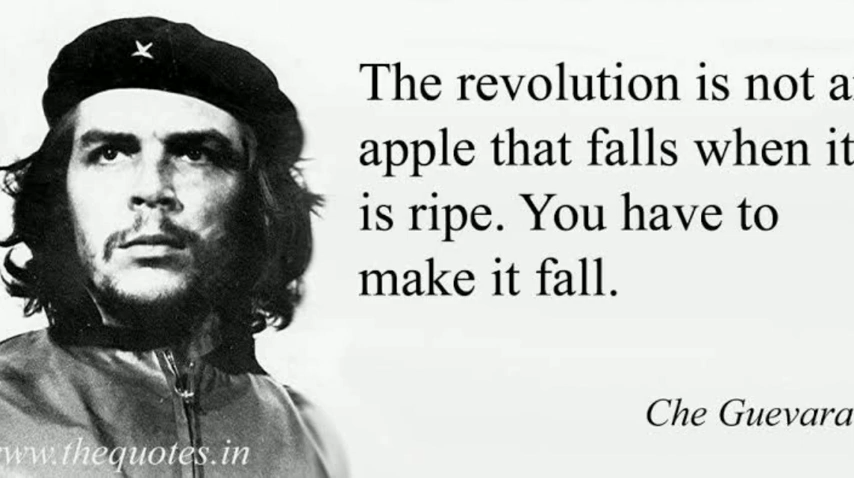 The revolution is not a
apple that falls when it
is ripe. You have to
make it fall.
Che Guevara
www.thequotes.in